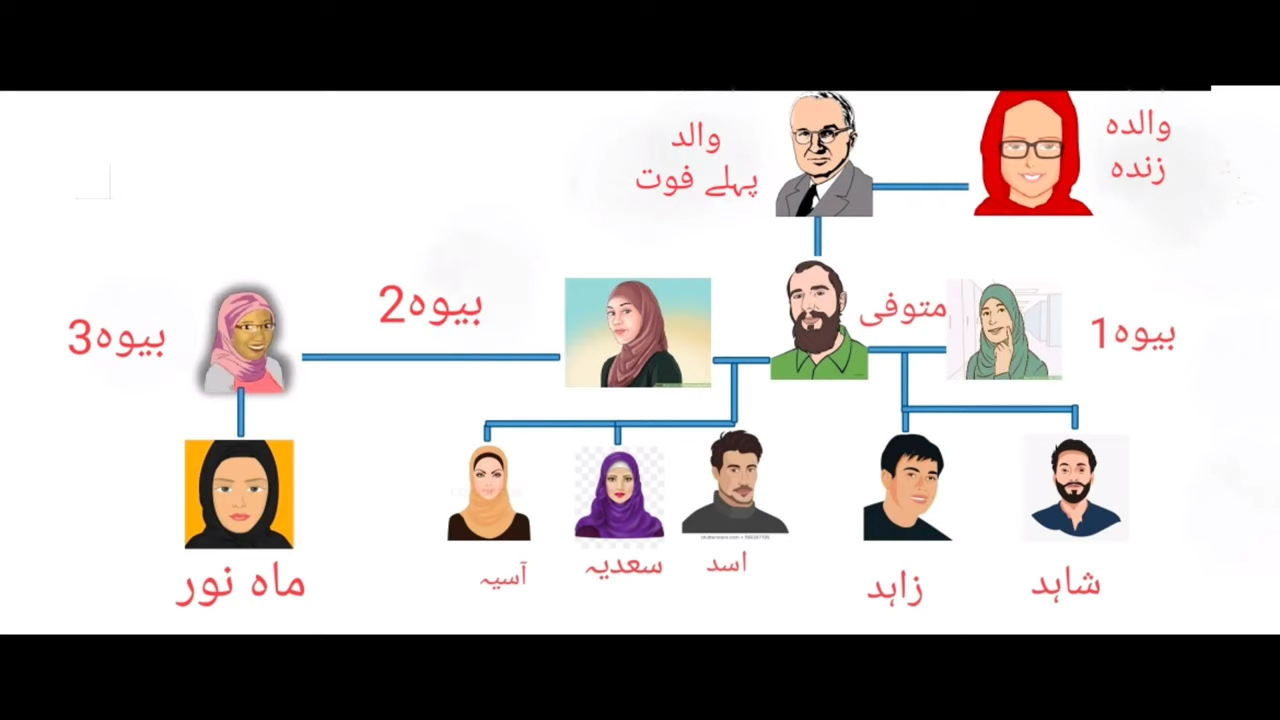 والد
پہلے فوت
والدہ
زندہ
بیوہ1
متوفی
بیوہ2
بیوہ3
شاہد
زاہد
اسد
سعدیہ
آسیہ
ماہ نور